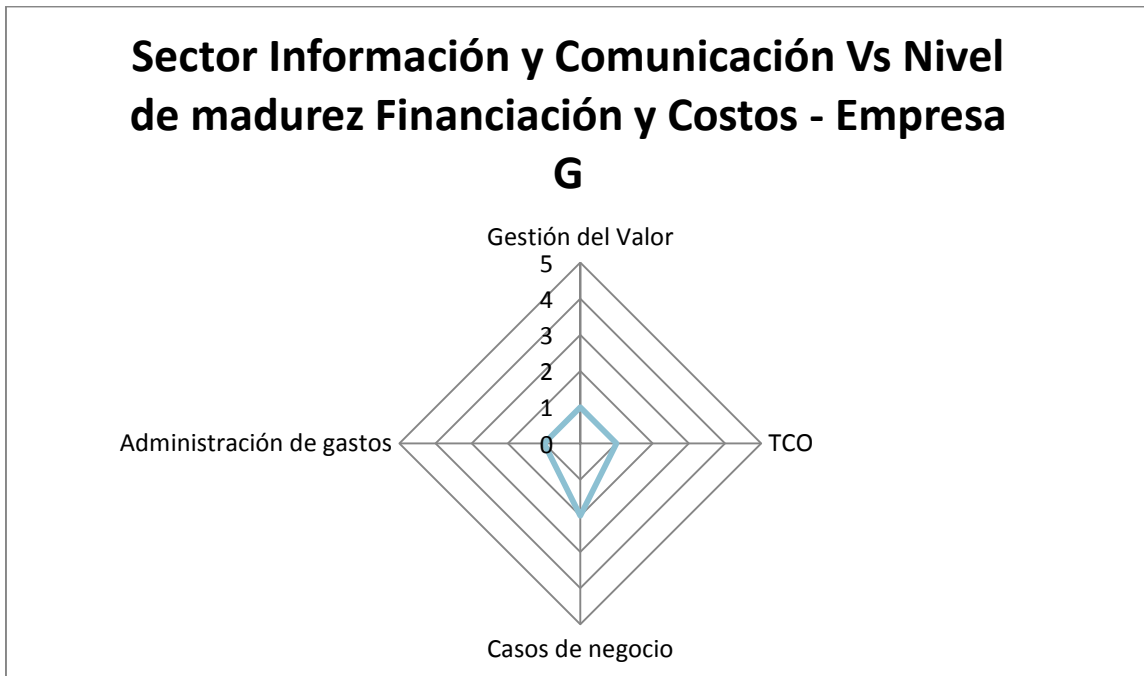 Sector Información y Comunicación Vs Nivel
de madurez Financiación y Costos - Empresa
G
Gestión del Valor
5
4
3
2
1
0
Administración de gastos
TCO
Casos de negocio